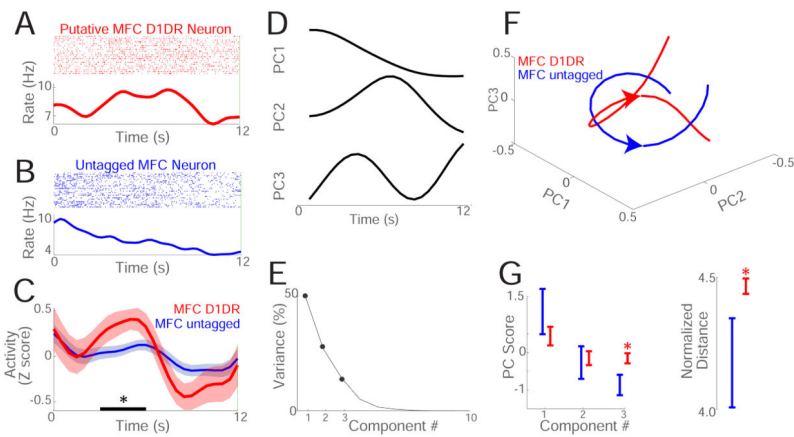 A
Putative MFC D1DR Neuron
Rate (Hz)
10
7
0
12
Time (s)
B
Untagged MFC Neuron
Rate (Hz)
10
4
0
12
Time (s)
C
MFC D1DR
MFC untagged
Activity
(Z score)
0.5
0
-0.5
*
0
12
Time (s)
D
PC1
PC2
PC3
0
12
Time (s)
E
Variance (%)
50
0
1
2
3
10
Component #
F
MFC D1DR
MFC untagged
PC3
0.5
0
-0.5
PC1
0
0.5
PC2
0
-0.5
G
PC Score
1.5
0
-1
*
1
2
3
Component #
Normalized
Distance
4.5
4.0
*